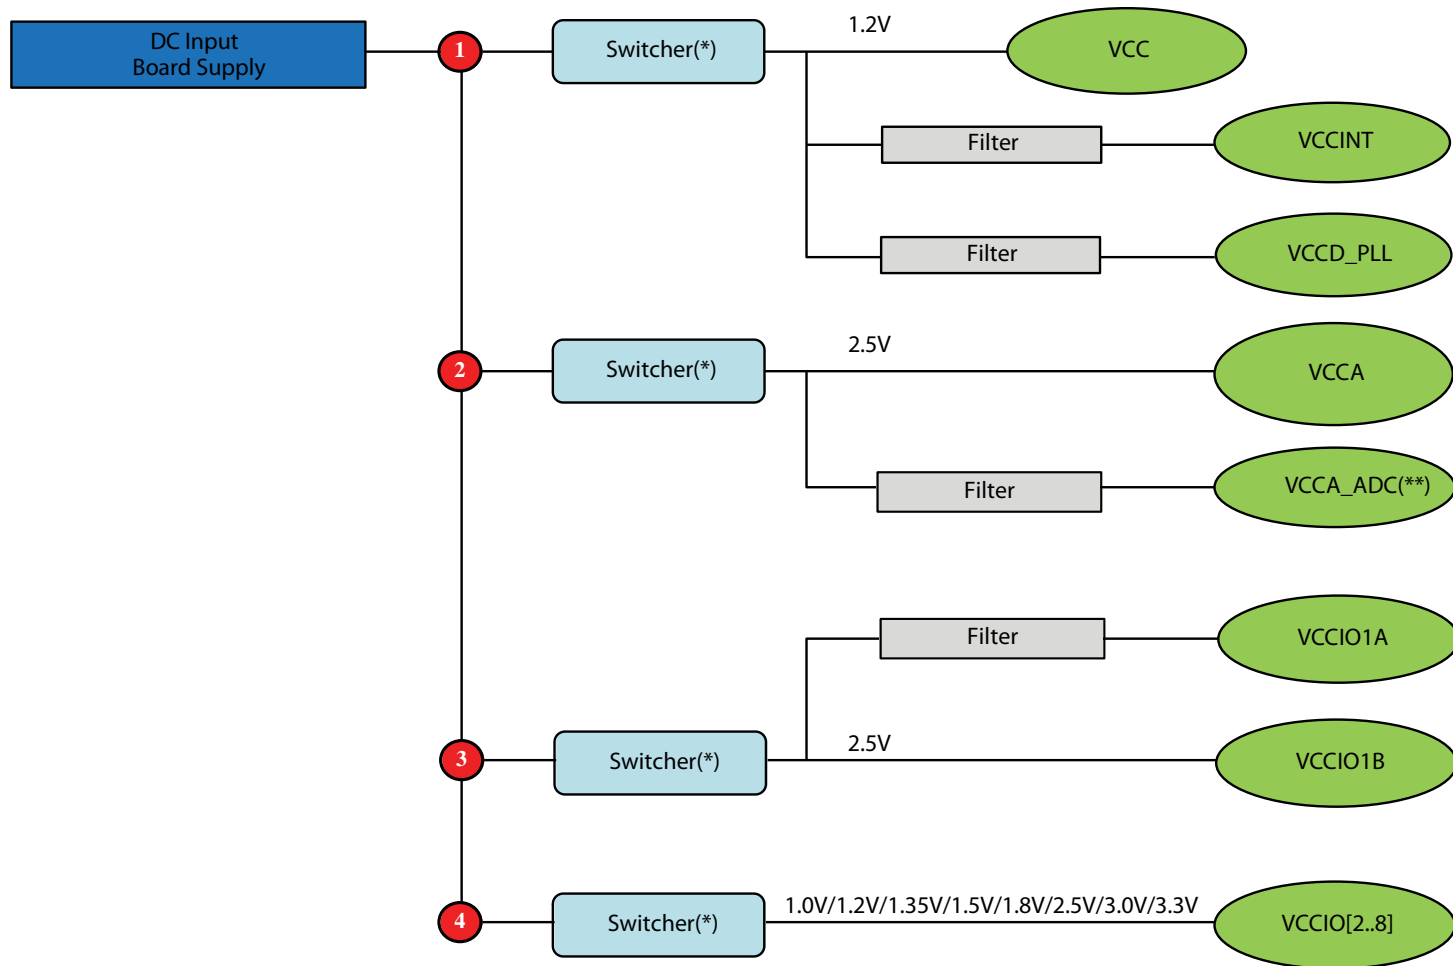 DC Input
Board Supply
1
Switcher(*)
1.2V
VCC
Filter
VCCINT
Filter
VCCD_PLL
2
Switcher(*)
2.5V
VCCA
Filter
VCCA_ADC(**)
Filter
VCCIO1A
3
Switcher(*)
2.5V
VCCIO1B
4
Switcher(*)
1.0V/1.2V/1.35V/1.5V/1.8V/2.5V/3.0V/3.3V
VCCIO[2..8]